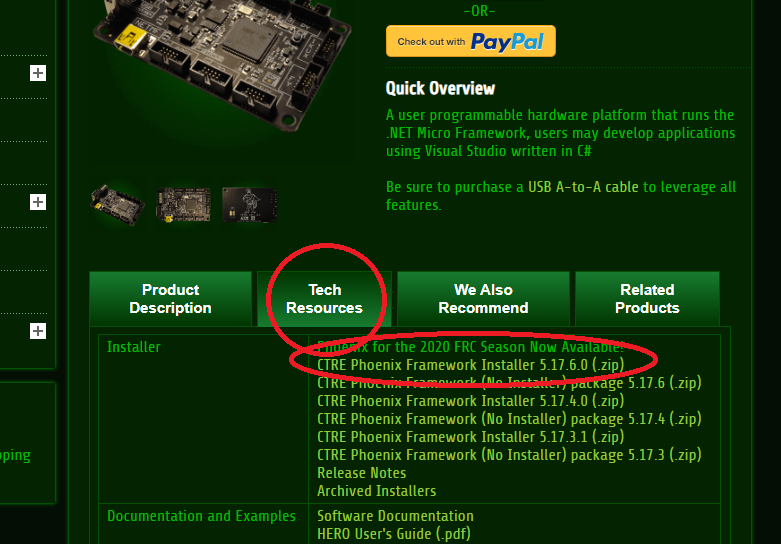 -OR-
Check out with PayPal
Quick Overview
A user programmable hardware platform that runs the
.NET Micro Framework, users may develop applications
using Visual Studio written in C#
Be sure to purchase a USB A-to-A cable to leverage all
features.
Product
Description
Tech
Resources
We Also
Recommend
Related
Products
Installer
Phoenix for the 2020 FRC Season Now Available!
CTRE Phoenix Framework Installer 5.17.6.0 (.zip)
CTRE Phoenix Framework (No Installer) package 5.17.6 (.zip)
CTRE Phoenix Framework Installer 5.17.4.0 (.zip)
CTRE Phoenix Framework (No Installer) package 5.17.4 (.zip)
CTRE Phoenix Framework Installer 5.17.3.1 (.zip)
CTRE Phoenix Framework (No Installer) package 5.17.3 (.zip)
Release Notes
Archived Installers
pping
Documentation and Examples
Software Documentation
HERO User's Guide (.pdf)